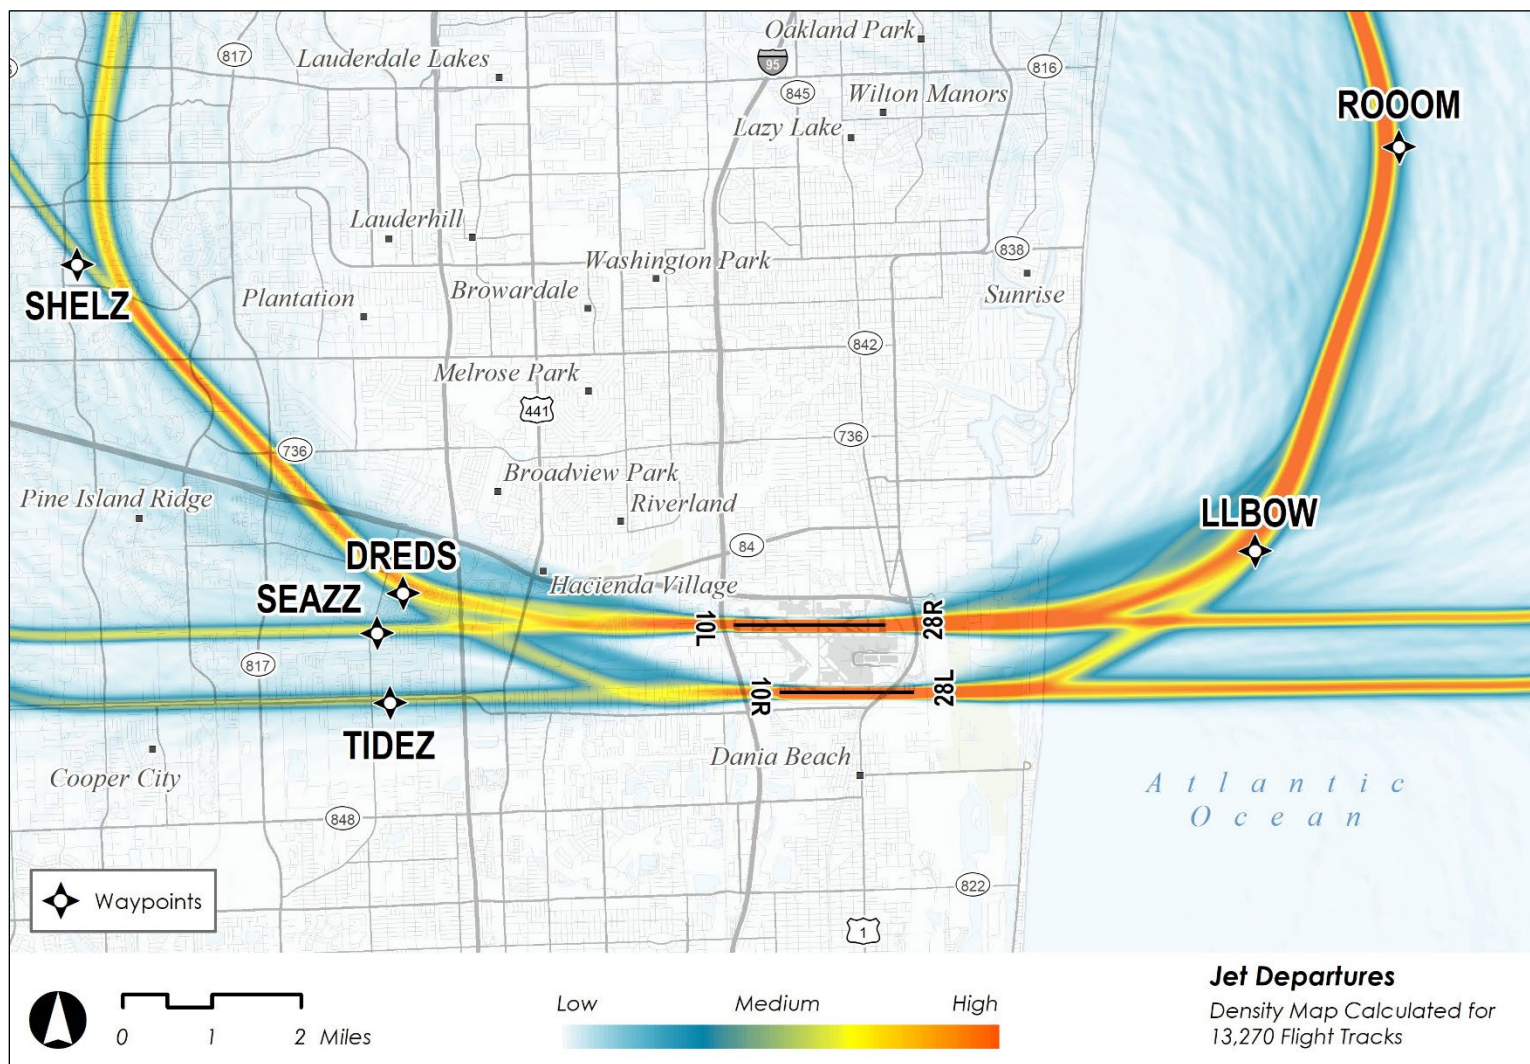 Oakland Park
817
Lauderdale Lakes
95
816
845
Wilton Manors
ROOOM
Lazy Lake
Lauderhill
838
Washington Park
SHELZ
Plantation
Browardale
Sunrise
842
Melrose Park
441
736
736
Broadview Park
Pine Island Ridge
Riverland
LLBOW
84
DREDS
Hacienda Village
SEAZZ
10L
28R
817
10R
28L
TIDEZ
Dania Beach
Cooper City
Atlantic
Ocean
848
822
Waypoints
1
Jet Departures
Low Medium High
Density Map Calculated for
13,270 Flight Tracks
0 1 2 Miles